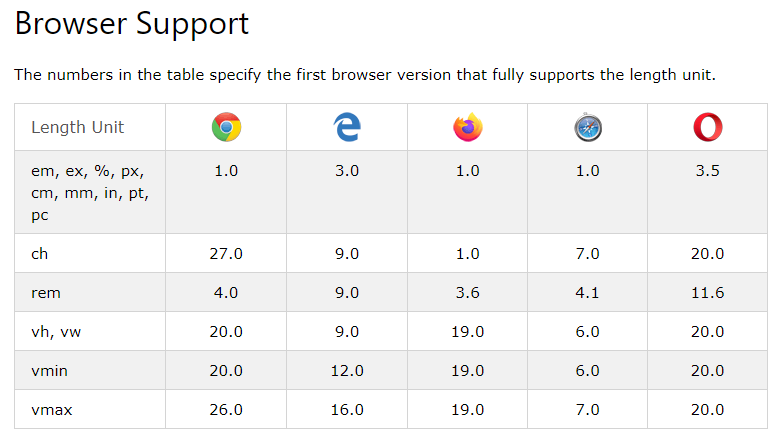 Browser Support
The numbers in the table specify the first browser version that fully supports the length unit.
Length Unit
em, ex, %, px, 1.0 3.0 1.0 1.0 3.5
cm, mm, in, pt,
pc
ch 27.0 9.0 1.0 7.0 20.0
rem 4.0 9.0 3.6 4.1 11.6
vh, vw 20.0 9.0 19.0 6.0 20.0
vmin 20.0 12.0 19.0 6.0 20.0
vmax 26.0 16.0 19.0 7.0 20.0